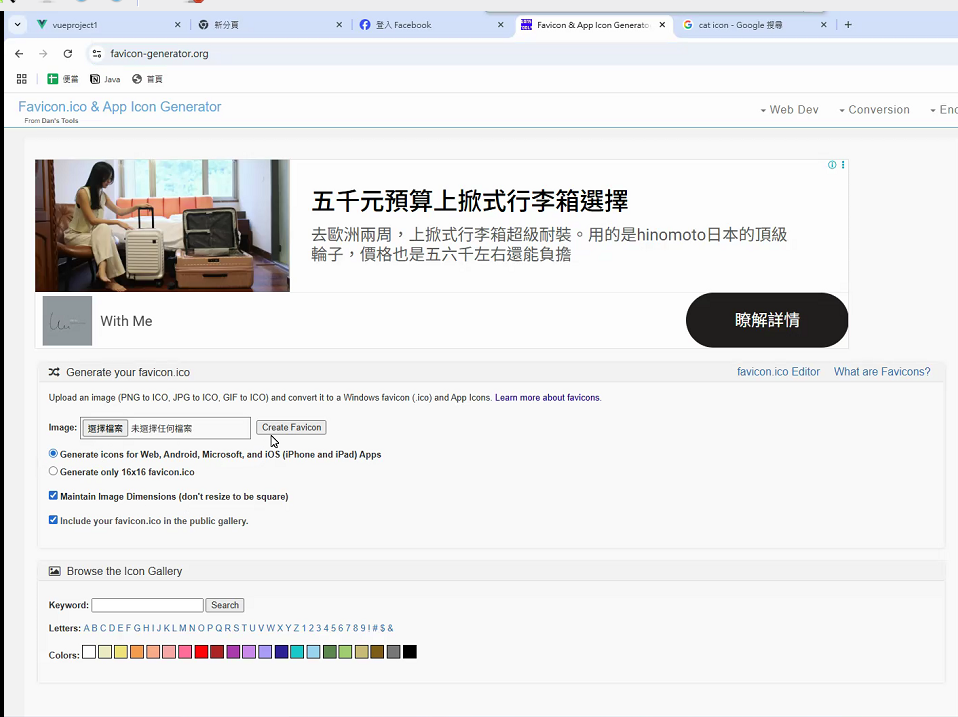 vueproject1
新分頁
登入 Facebook
Favicon & App Icon Generato
cat icon - Google 搜尋
favicon-generator.org
便當
Java
首頁
Favicon.ico & App Icon Generator
From Dan's Tools
Web Dev
Conversion
Enc
五千元預算上掀式行李箱選擇
去歐洲兩周，上掀式行李箱超級耐裝。用的是hinomoto日本的頂級
輪子，價格也是五六千左右還能負擔
With Me
瞭解詳情
Generate your favicon.ico
favicon.ico Editor
What are Favicons?
Upload an image (PNG to ICO, JPG to ICO, GIF to ICO) and convert it to a Windows favicon (.ico) and App Icons. Learn more about favicons.
Image: 選擇檔案 未選擇任何檔案 Create Favicon
Generate icons for Web, Android, Microsoft, and iOS (iPhone and iPad) Apps
Generate only 16x16 favicon.ico
Maintain Image Dimensions (don't resize to be square)
Include your favicon.ico in the public gallery.
Browse the Icon Gallery
Keyword: Search
Letters: A B C D E F G H I J K L M N O P Q R S T U V W X Y Z 1 2 3 4 5 6 7 8 9 ! # $ &
Colors: